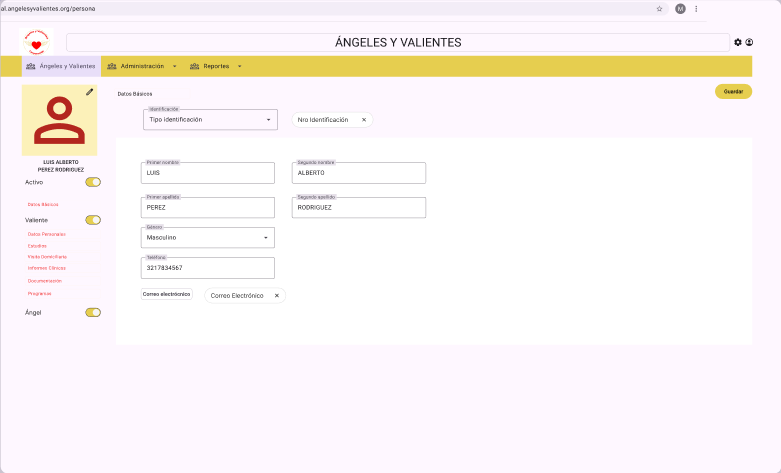 al.angelesyvalientes.org/persona
M
ÁNGELES Y VALIENTES
Ángeles y Valientes
Administración
Reportes
Datos Básicos
Guardar
Identificación
Tipo identificación
Nro Identificación
LUIS ALBERTO
PEREZ RODRIGUEZ
Activo
Datos Básicos
Valiente
Datos Personales
Estudios
Visita Domiciliaria
Informes Clínicos
Documentación
Programas
Ángel
Primer nombre
LUIS
Segundo nombre
ALBERTO
Primer apellido
PEREZ
Segundo apellido
RODRIGUEZ
Género
Masculino
Teléfono
3217834567
Correo electrócnico
Correo Electrónico